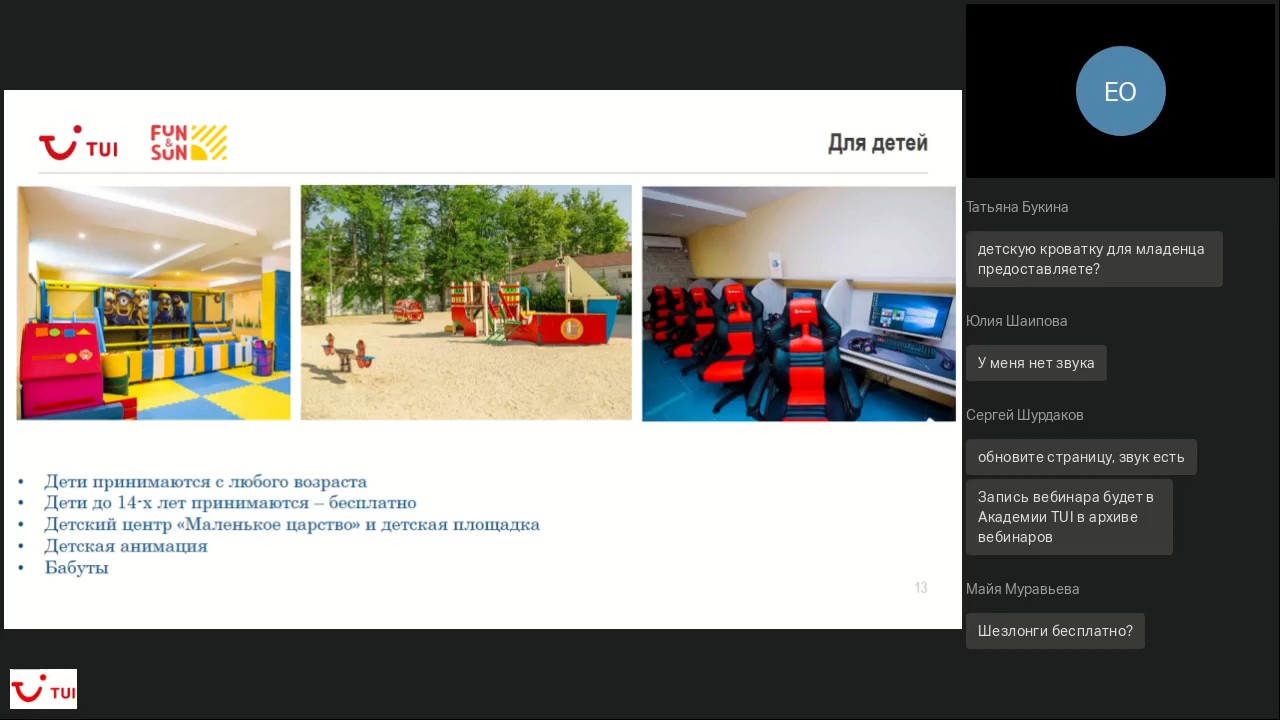 TUI
FUN
&
SUN
Для детей
• Дети принимаются с любого возраста
• Дети до 14-х лет принимаются – бесплатно
• Детский центр «Маленькое царство» и детская площадка
• Детская анимация
• Бабуты
13
TUI
EO
Татьяна Букина
детскую кроватку для младенца
предоставляете?
Юлия Шаипова
У меня нет звука
Сергей Шурдаков
обновите страницу, звук есть
Запись вебинара будет в
Академии TUI в архиве
вебинаров
Майя Муравьева
Шезлонги бесплатно?